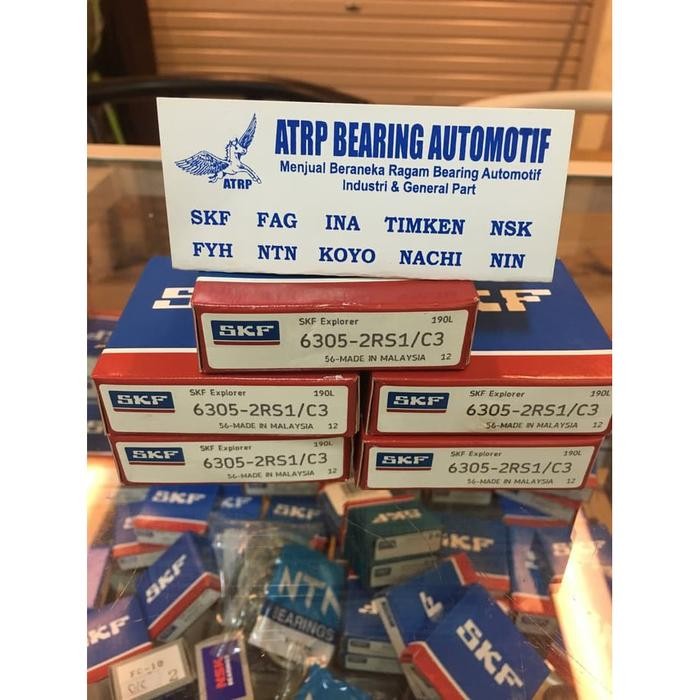 ATRP BEARING AUTOMOTIF
Menjual Beraneka Ragam Bearing Automotif
Industri & General Part
ATRP
SKF FAG INA TIMKEN NSK
FYH NTN KOYO NACHI NIN
SKF
SKF Explorer 190L
6305-2RS1/C3
56-MADE IN MALAYSIA 12
SKF
SKF Explorer 190L
6305-2RS1/C3
56-MADE IN MALAYSIA 12
SKF
SKF Explorer 190L
6305-2RS1/C3
56-MADE IN MALAYSIA 12
SKF
SKF Explorer 190L
6305-2RS1/C3
56-MADE IN MALAYSIA 12
SKF
SKF Explorer 190L
6305-2RS1/C3
56-MADE IN MALAYSIA 12
SKF
SKF
SKF
SKF
NTN
BEARINGS
SKF
SKF
SKF
NSK